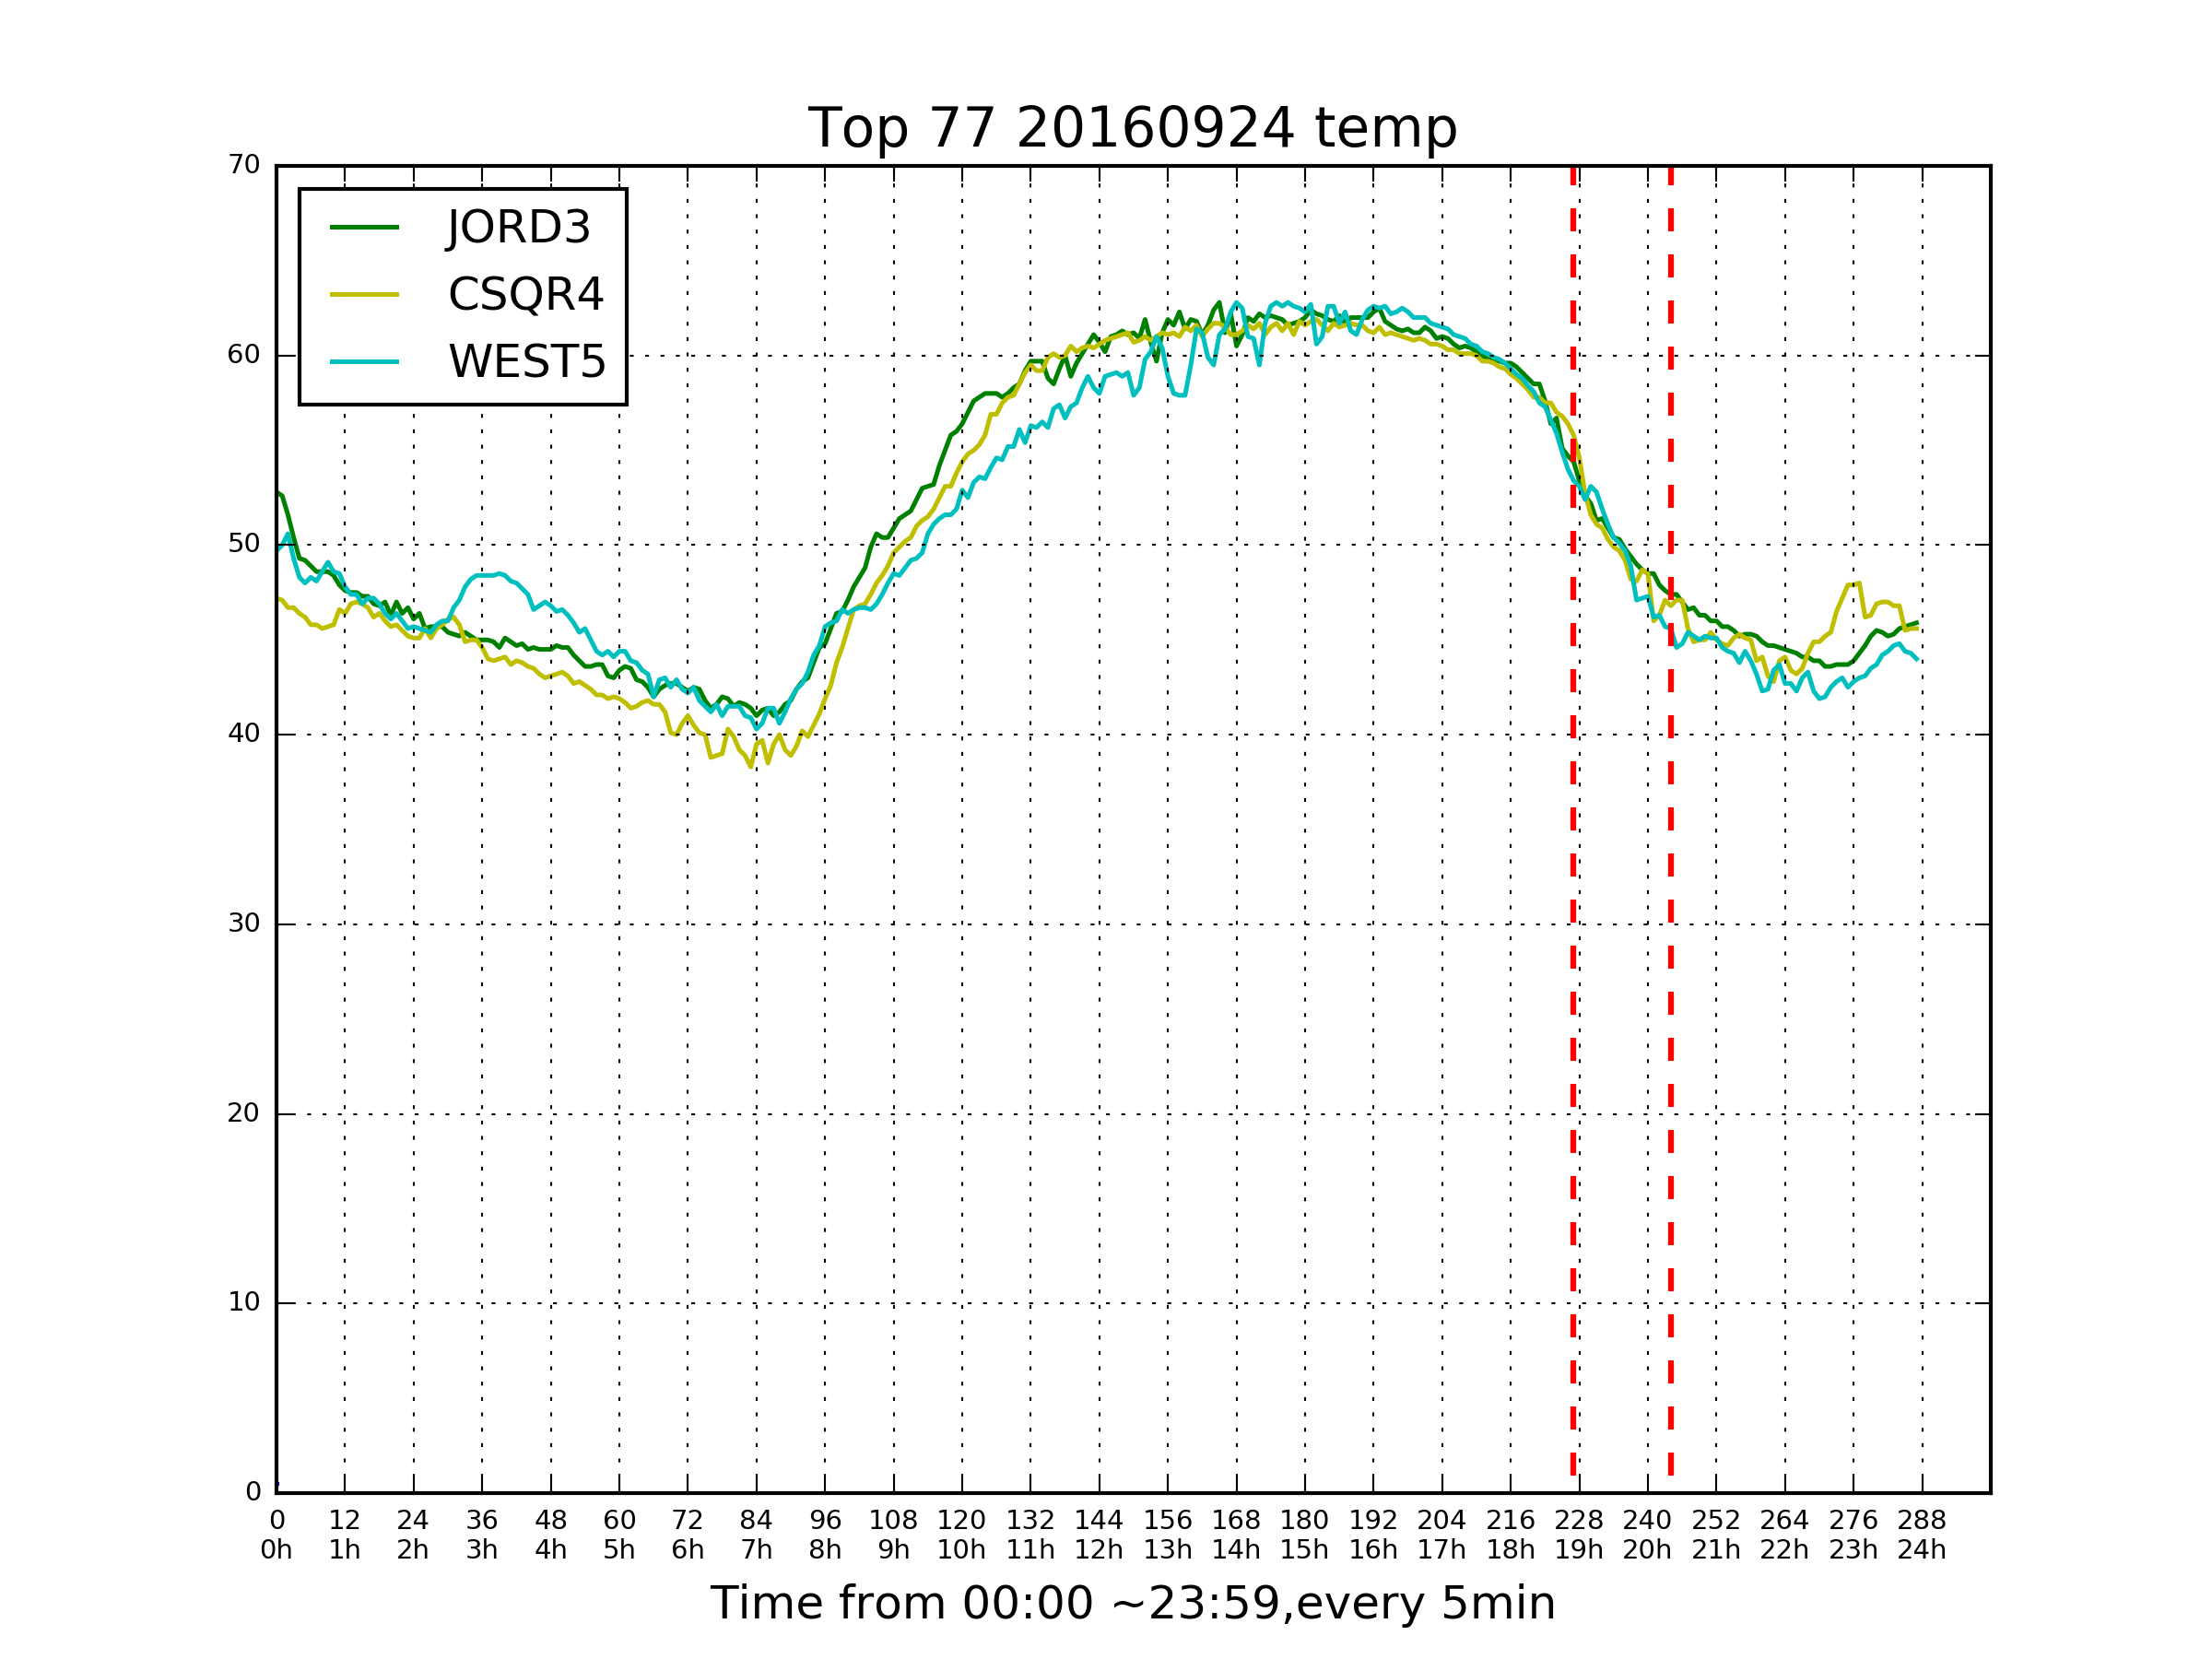 Top 77 20160924 temp
70
60
50
40
30
20
10
0
JORD3
CSQR4
WEST5
0 12 24 36 48 60 72 84 96 108 120 132 144 156 168 180 192 204 216 228 240 252 264 276 288
0h 1h 2h 3h 4h 5h 6h 7h 8h 9h 10h 11h 12h 13h 14h 15h 16h 17h 18h 19h 20h 21h 22h 23h 24h
Time from 00:00 ~23:59,every 5min